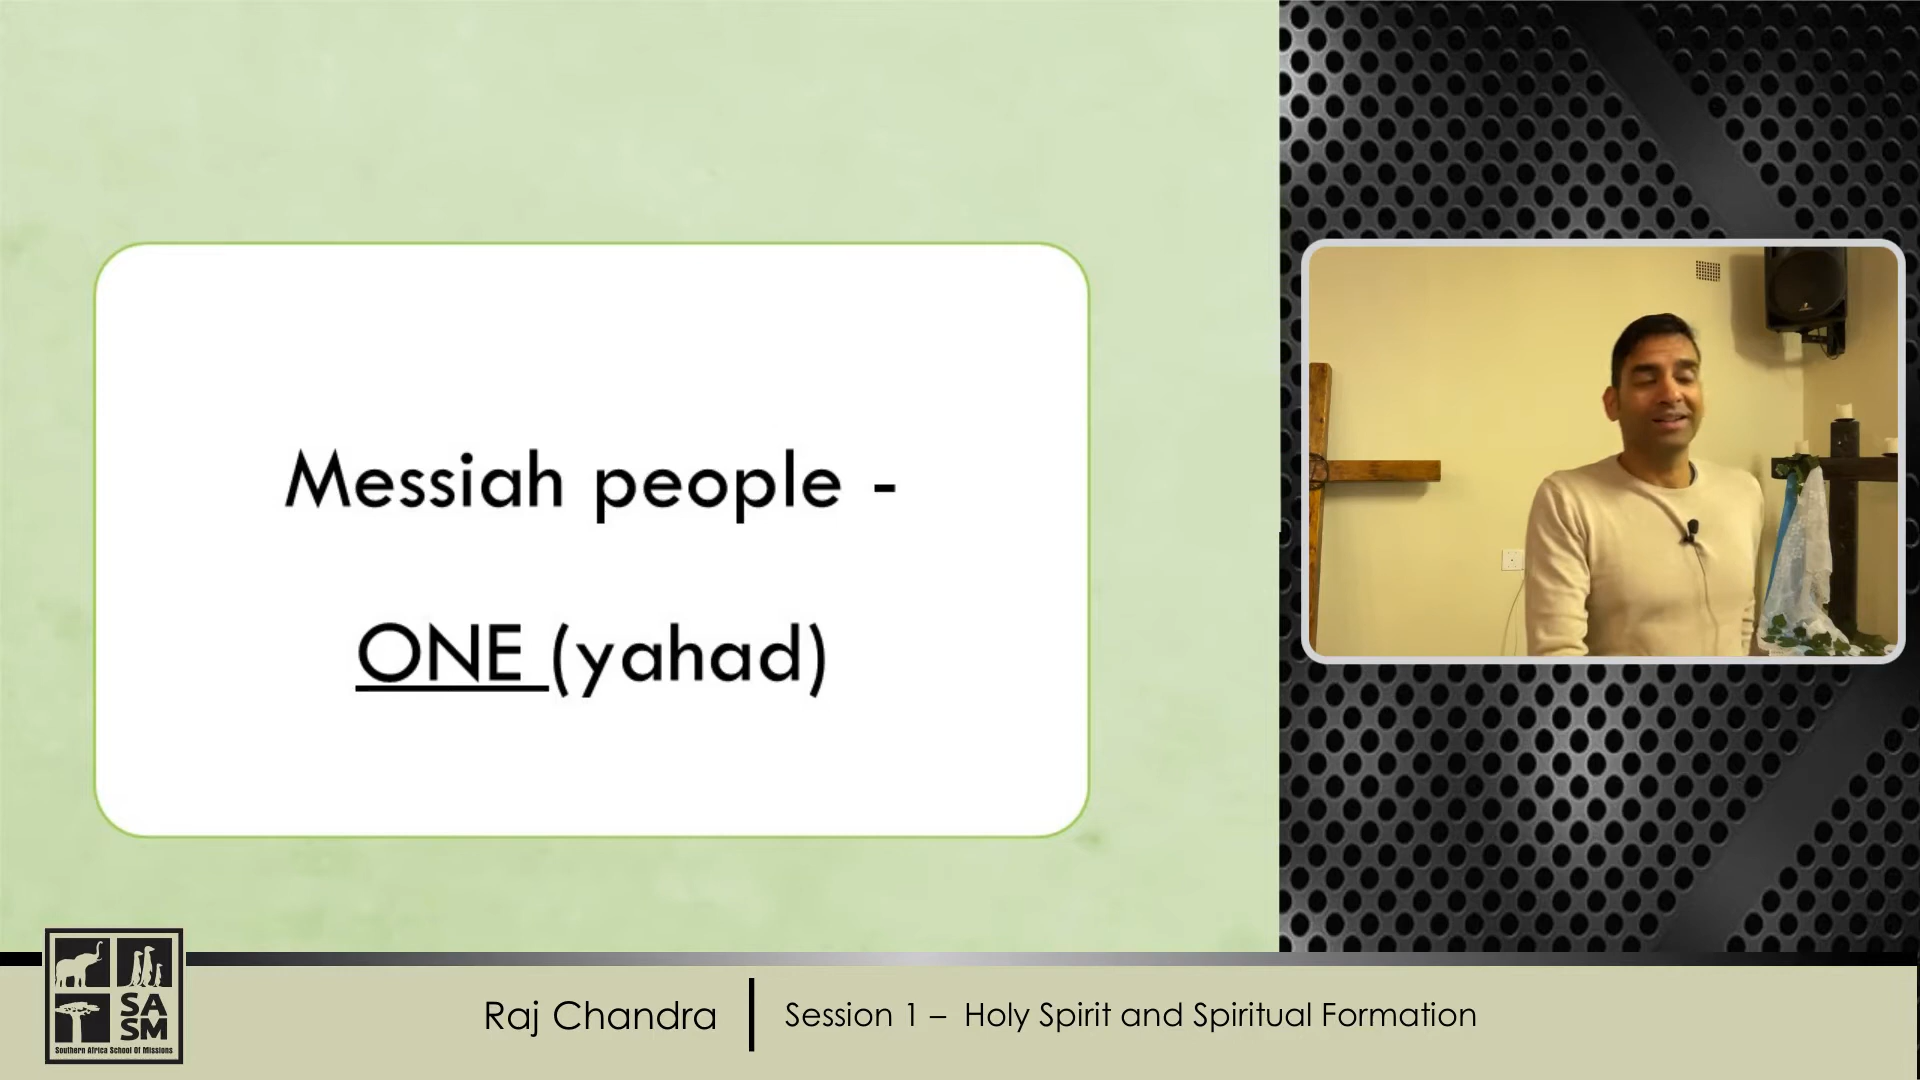 Messiah people -
ONE (yahad)
SA
SM
Southern Africa School Of Missions
Raj Chandra
Session 1 – Holy Spirit and Spiritual Formation